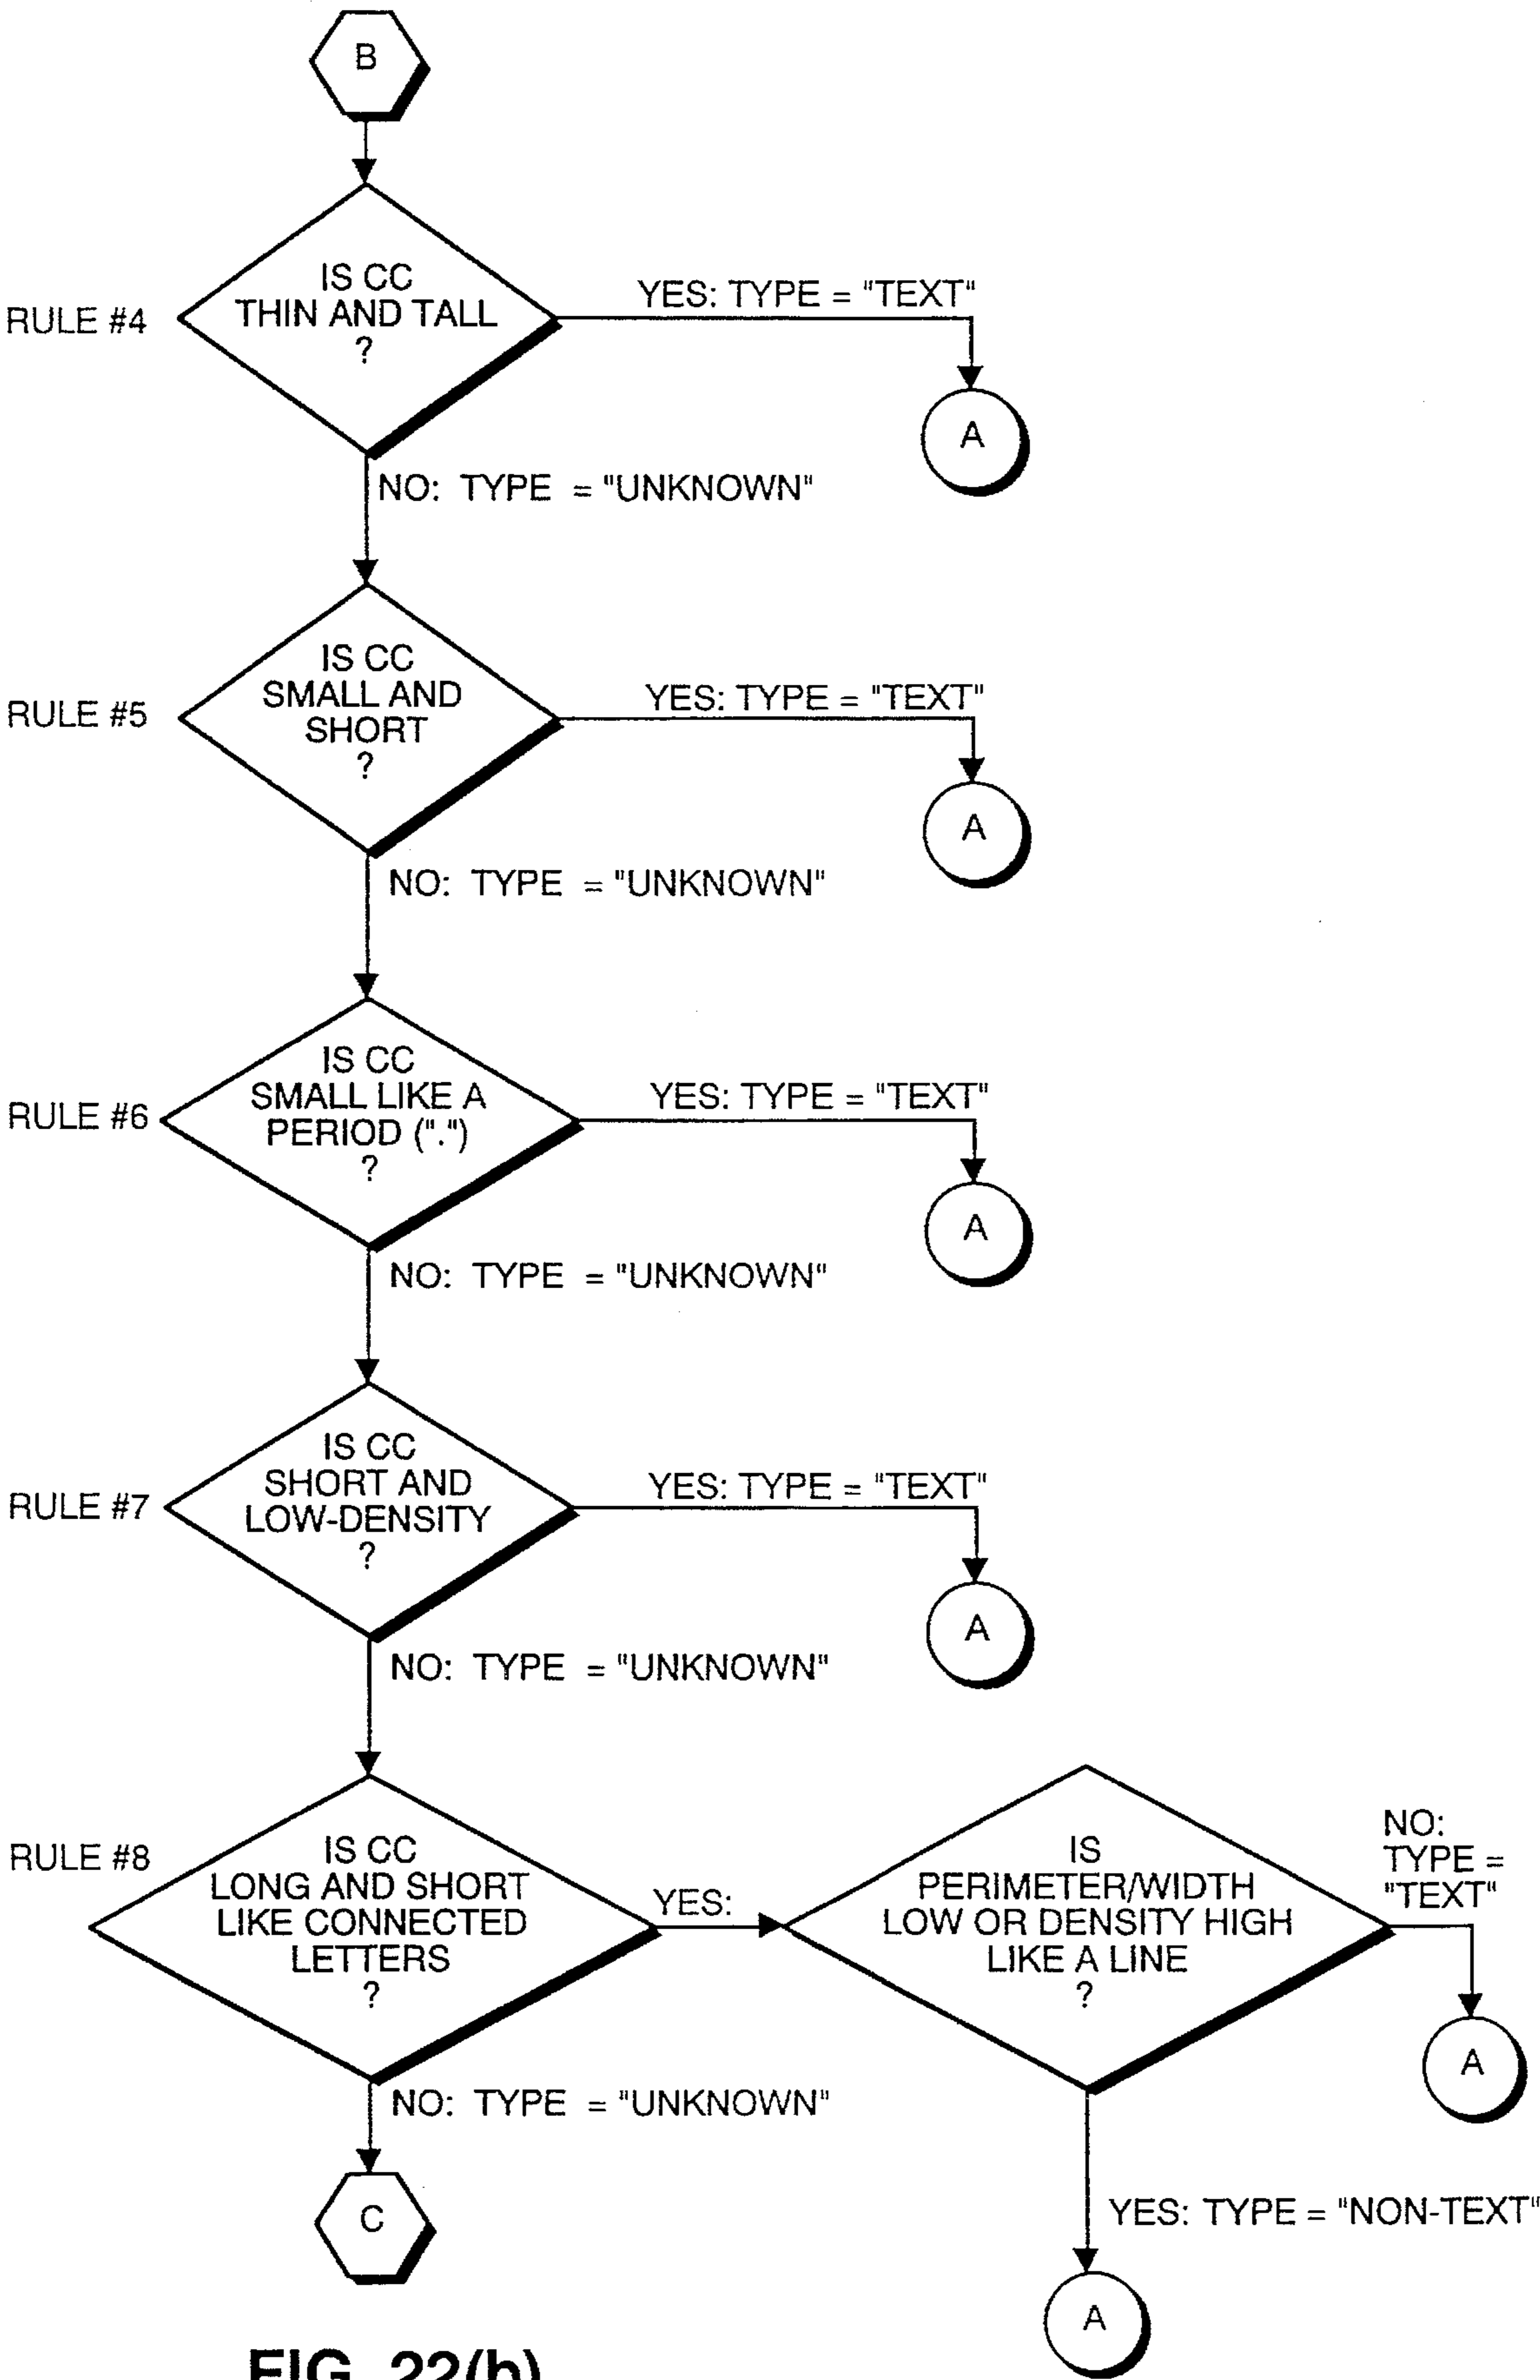 B
IS CC
THIN AND TALL
?
RULE #4
YES: TYPE = "TEXT"
A
NO: TYPE = "UNKNOWN"
IS CC
SMALL AND
SHORT
?
RULE #5
YES: TYPE = "TEXT"
A
NO: TYPE = "UNKNOWN"
IS CC
SMALL LIKE A
PERIOD (".")
?
RULE #6
YES: TYPE = "TEXT"
A
NO: TYPE = "UNKNOWN"
IS CC
SHORT AND
LOW-DENSITY
?
RULE #7
YES: TYPE = "TEXT"
A
NO: TYPE = "UNKNOWN"
RULE #8
IS CC
LONG AND SHORT
LIKE CONNECTED
LETTERS
?
YES:
IS
PERIMETER/WIDTH
LOW OR DENSITY HIGH
LIKE A LINE
?
NO:
TYPE =
"TEXT"
A
NO: TYPE = "UNKNOWN"
C
YES: TYPE = "NON-TEXT"
A
FIG. 22(b)